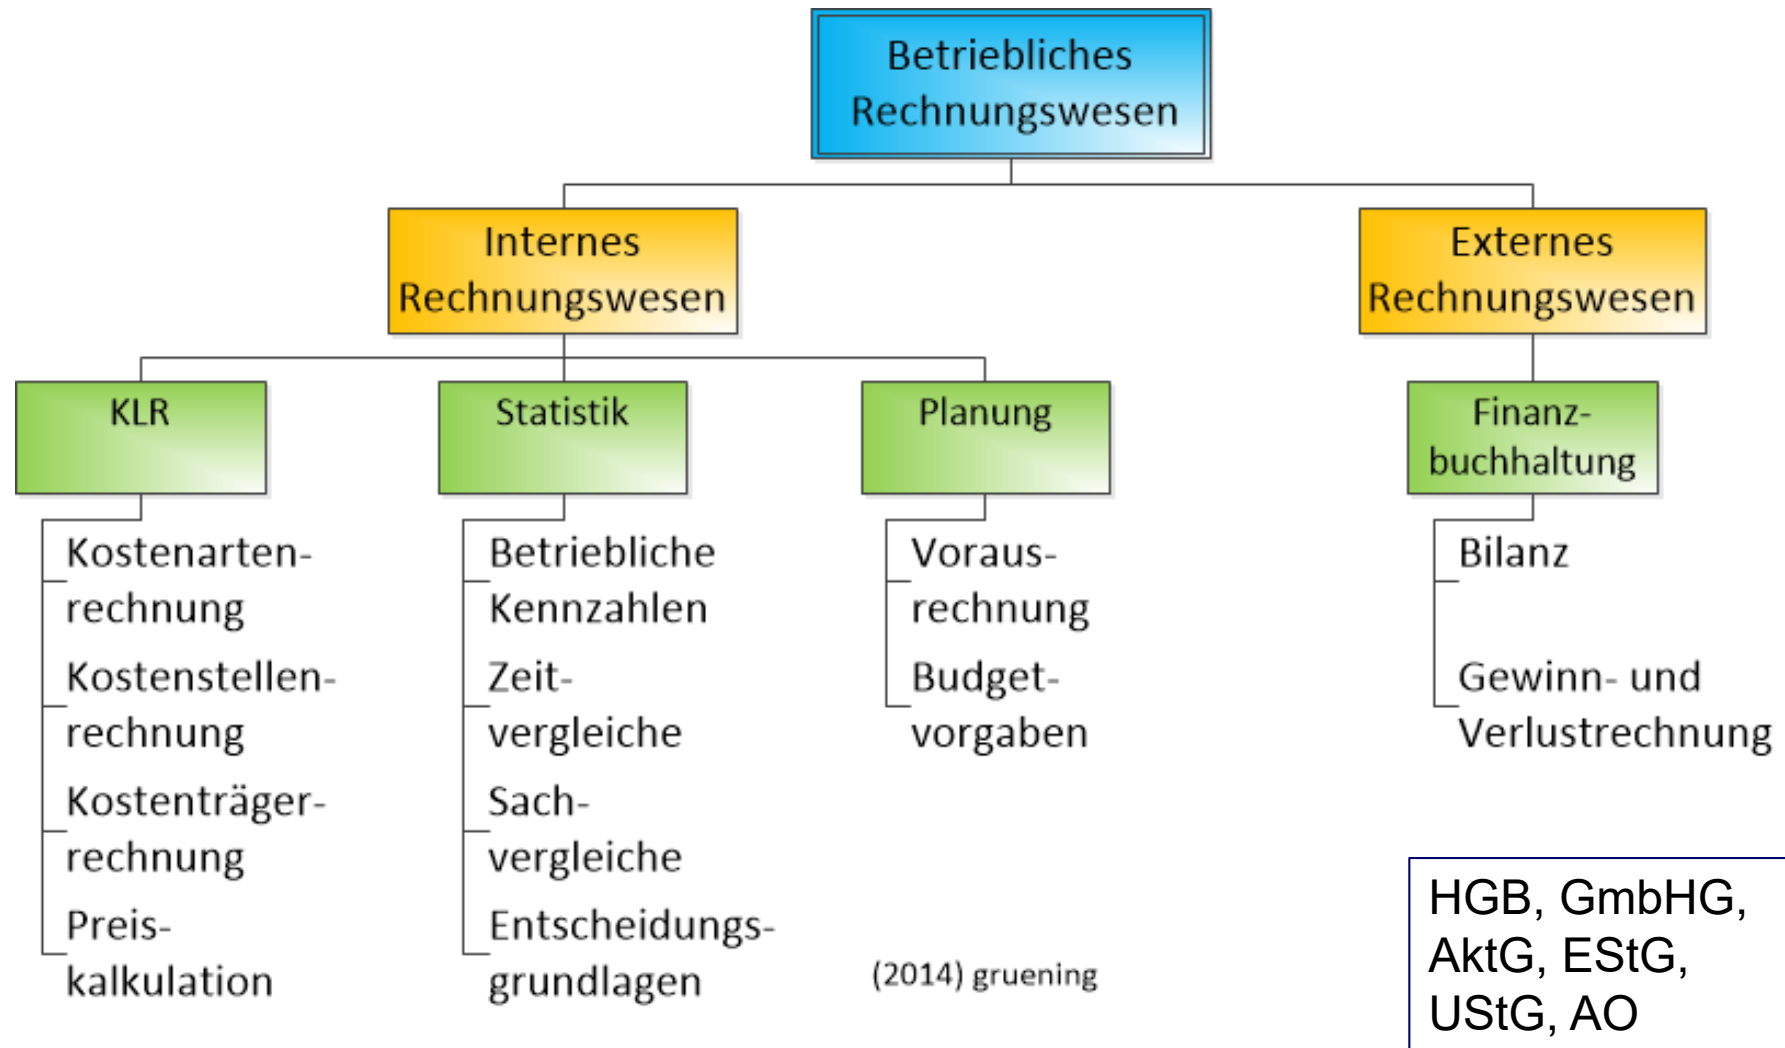 Betriebliches
Rechnungswesen
Internes
Rechnungswesen
Externes
Rechnungswesen
KLR
Statistik
Planung
Finanz-
buchhaltung
Kostenarten-
rechnung
Kostenstellen-
rechnung
Kostenträger-
rechnung
Preis-
kalkulation
Betriebliche
Kennzahlen
Zeit-
vergleiche
Sach-
vergleiche
Entscheidungs-
grundlagen
Voraus-
rechnung
Budget-
vorgaben
Bilanz
Gewinn- und
Verlustrechnung
(2014) gruening
HGB, GmbHG,
AktG, EStG,
UStG, AO